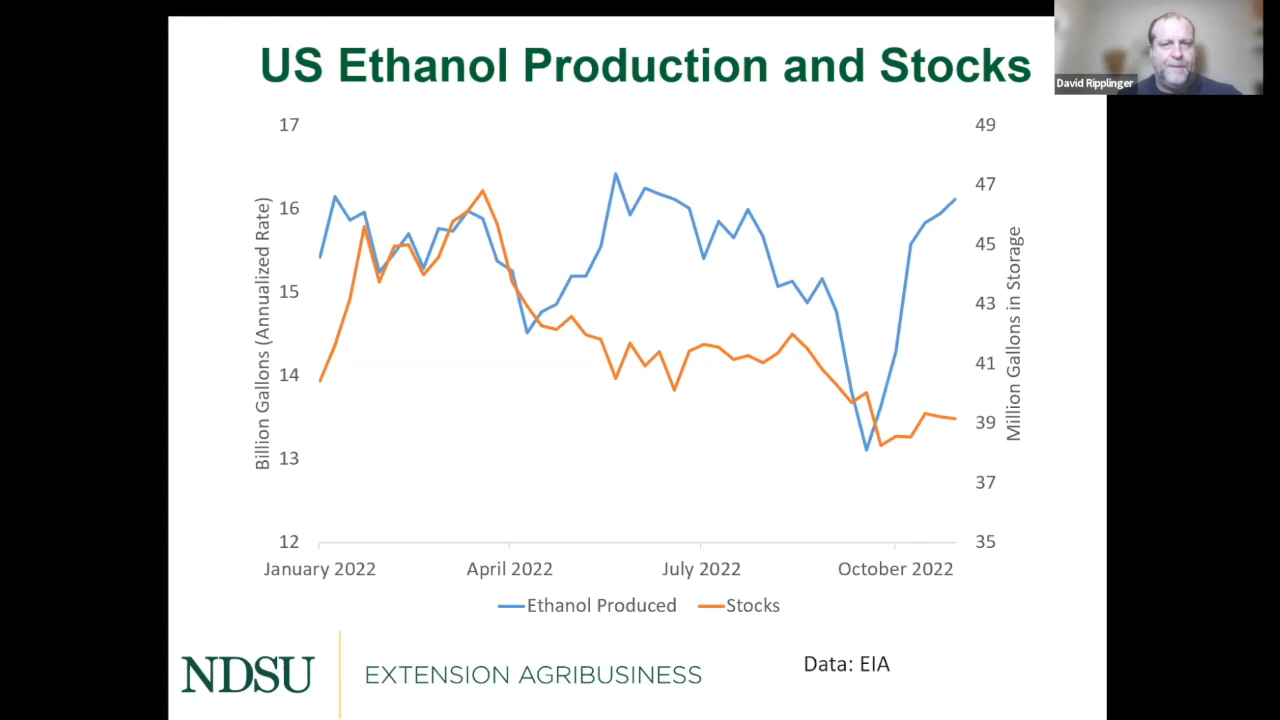 US Ethanol Production and Stocks
David Ripplinger
17
16
15
14
13
12
Billion Gallons (Annualized Rate)
49
47
45
43
41
39
37
35
Million Gallons in Storage
January 2022
April 2022
July 2022
October 2022
Ethanol Produced
Stocks
NDSU
EXTENSION AGRIBUSINESS
Data: EIA